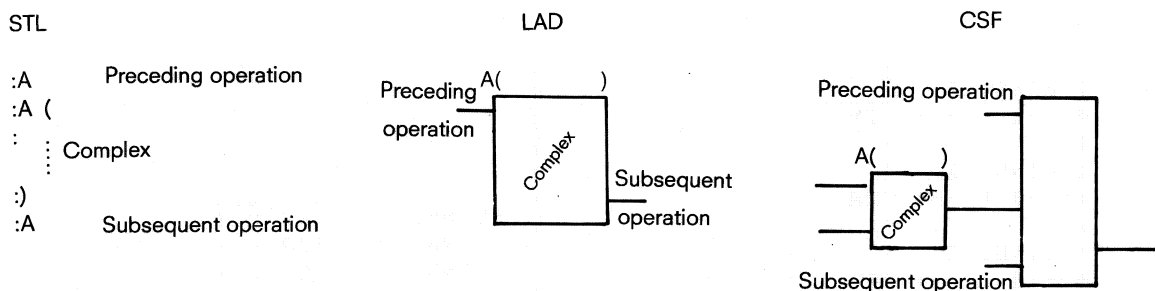 STL
:A Preceding operation
:A (
:
Complex
:)
:A Subsequent operation
LAD
A( )
Preceding
operation
Complex
Subsequent
operation
CSF
Preceding operation
A( )
Complex
Subsequent operation